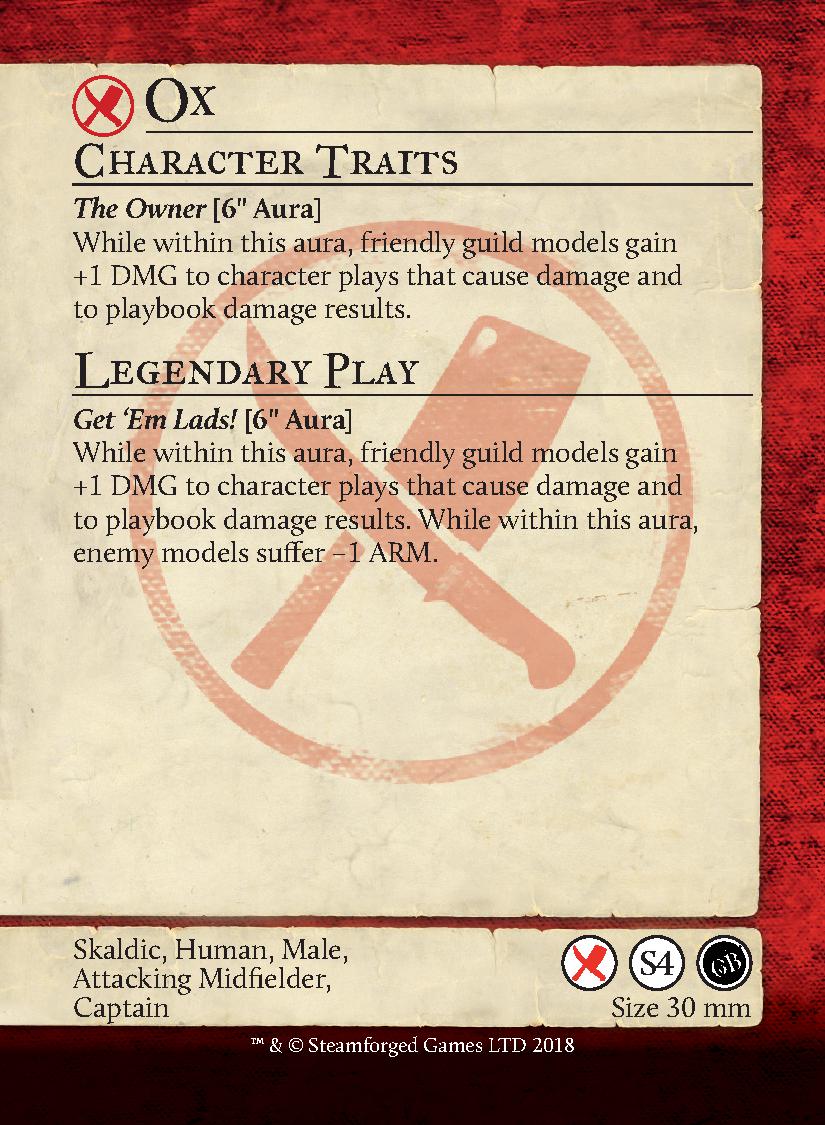 Ox
Character Traits
The Owner [6" Aura]
While within this aura, friendly guild models gain
+1 DMG to character plays that cause damage and
to playbook damage results.
Legendary Play
Get ‘Em Lads! [6" Aura]
While within this aura, friendly guild models gain
+1 DMG to character plays that cause damage and
to playbook damage results. While within this aura,
enemy models suffer –1 ARM.
Skaldic, Human, Male,
Attacking Midfielder,
Captain
S4 GB
Size 30 mm
™ & © Steamforged Games LTD 2018